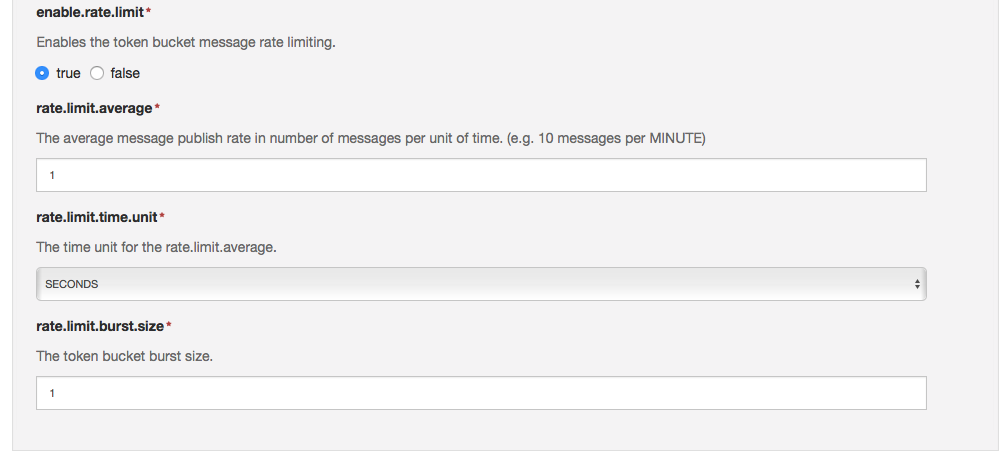 enable.rate.limit*
Enables the token bucket message rate limiting.
true false
rate.limit.average*
The average message publish rate in number of messages per unit of time. (e.g. 10 messages per MINUTE)
1
rate.limit.time.unit*
The time unit for the rate.limit.average.
SECONDS
rate.limit.burst.size*
The token bucket burst size.
1